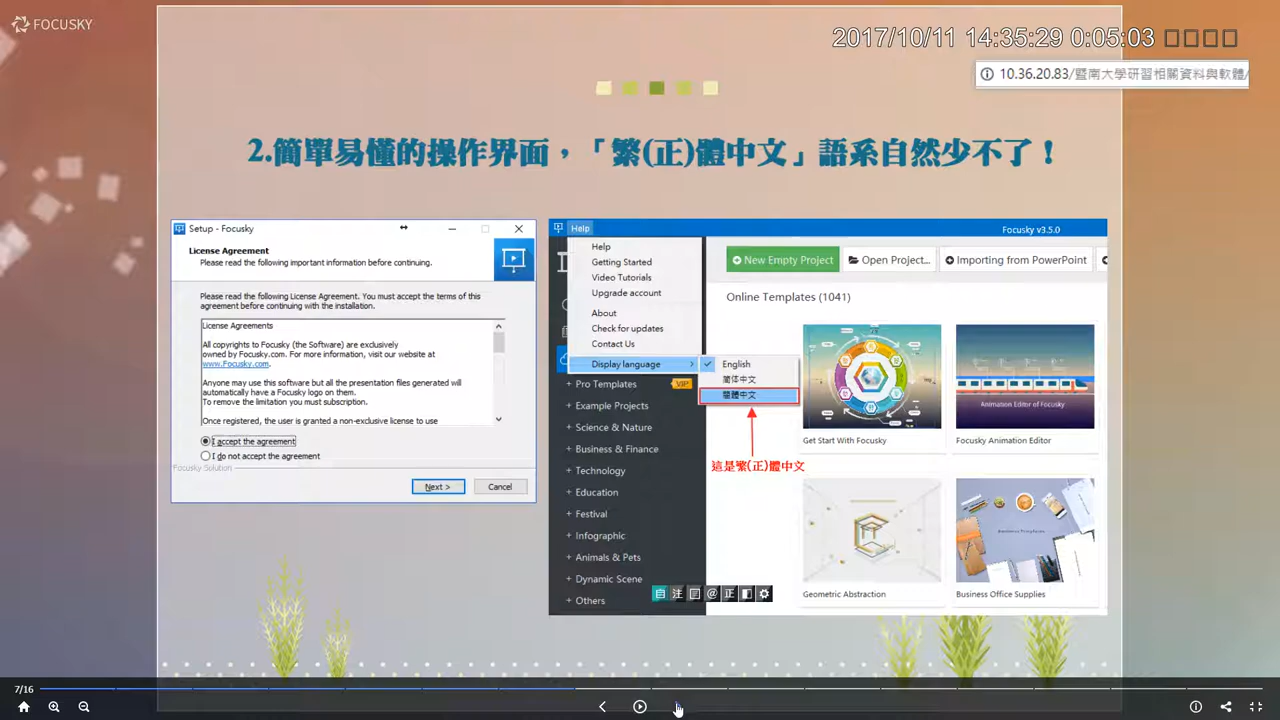 FOCUSKY
2017/10/11 14:35:29 0:05:03
10.36.20.83/暨南大學研習相關資料與軟體/
2.簡單易懂的操作界面，「繁(正)體中文」語系自然少不了！
Setup - Focusky
License Agreement
Please read the following important information before continuing.
Please read the following License Agreement. You must accept the terms of this
agreement before continuing with the installation.
License Agreements
All copyrights to Focusky (the Software) are exclusively
owned by Focusky.com. For more information, visit our website at
www.Focusky.com.
Anyone may use this software but all the presentation files generated will
automatically have a Focusky logo on them.
To remove the limitation you must subscription.
Once registered, the user is granted a non-exclusive license to use
I accept the agreement
I do not accept the agreement
Focusky Solution
Next >
Cancel
Help
Focusky v3.5.0
Help
Getting Started
Video Tutorials
Upgrade account
About
Check for updates
Contact Us
Display language
English
简体中文
繁體中文
這是繁(正)體中文
+ Pro Templates VIP
+ Example Projects
+ Science & Nature
+ Business & Finance
+ Technology
+ Education
+ Festival
+ Infographic
+ Animals & Pets
+ Dynamic Scene
+ Others
New Empty Project
Open Project...
Importing from PowerPoint
Online Templates (1041)
Get Start With Focusky
Animation Editor of Focusky
Focusky Animation Editor
Geometric Abstraction
Business Office Supplies
自 注 @ 正
7/16